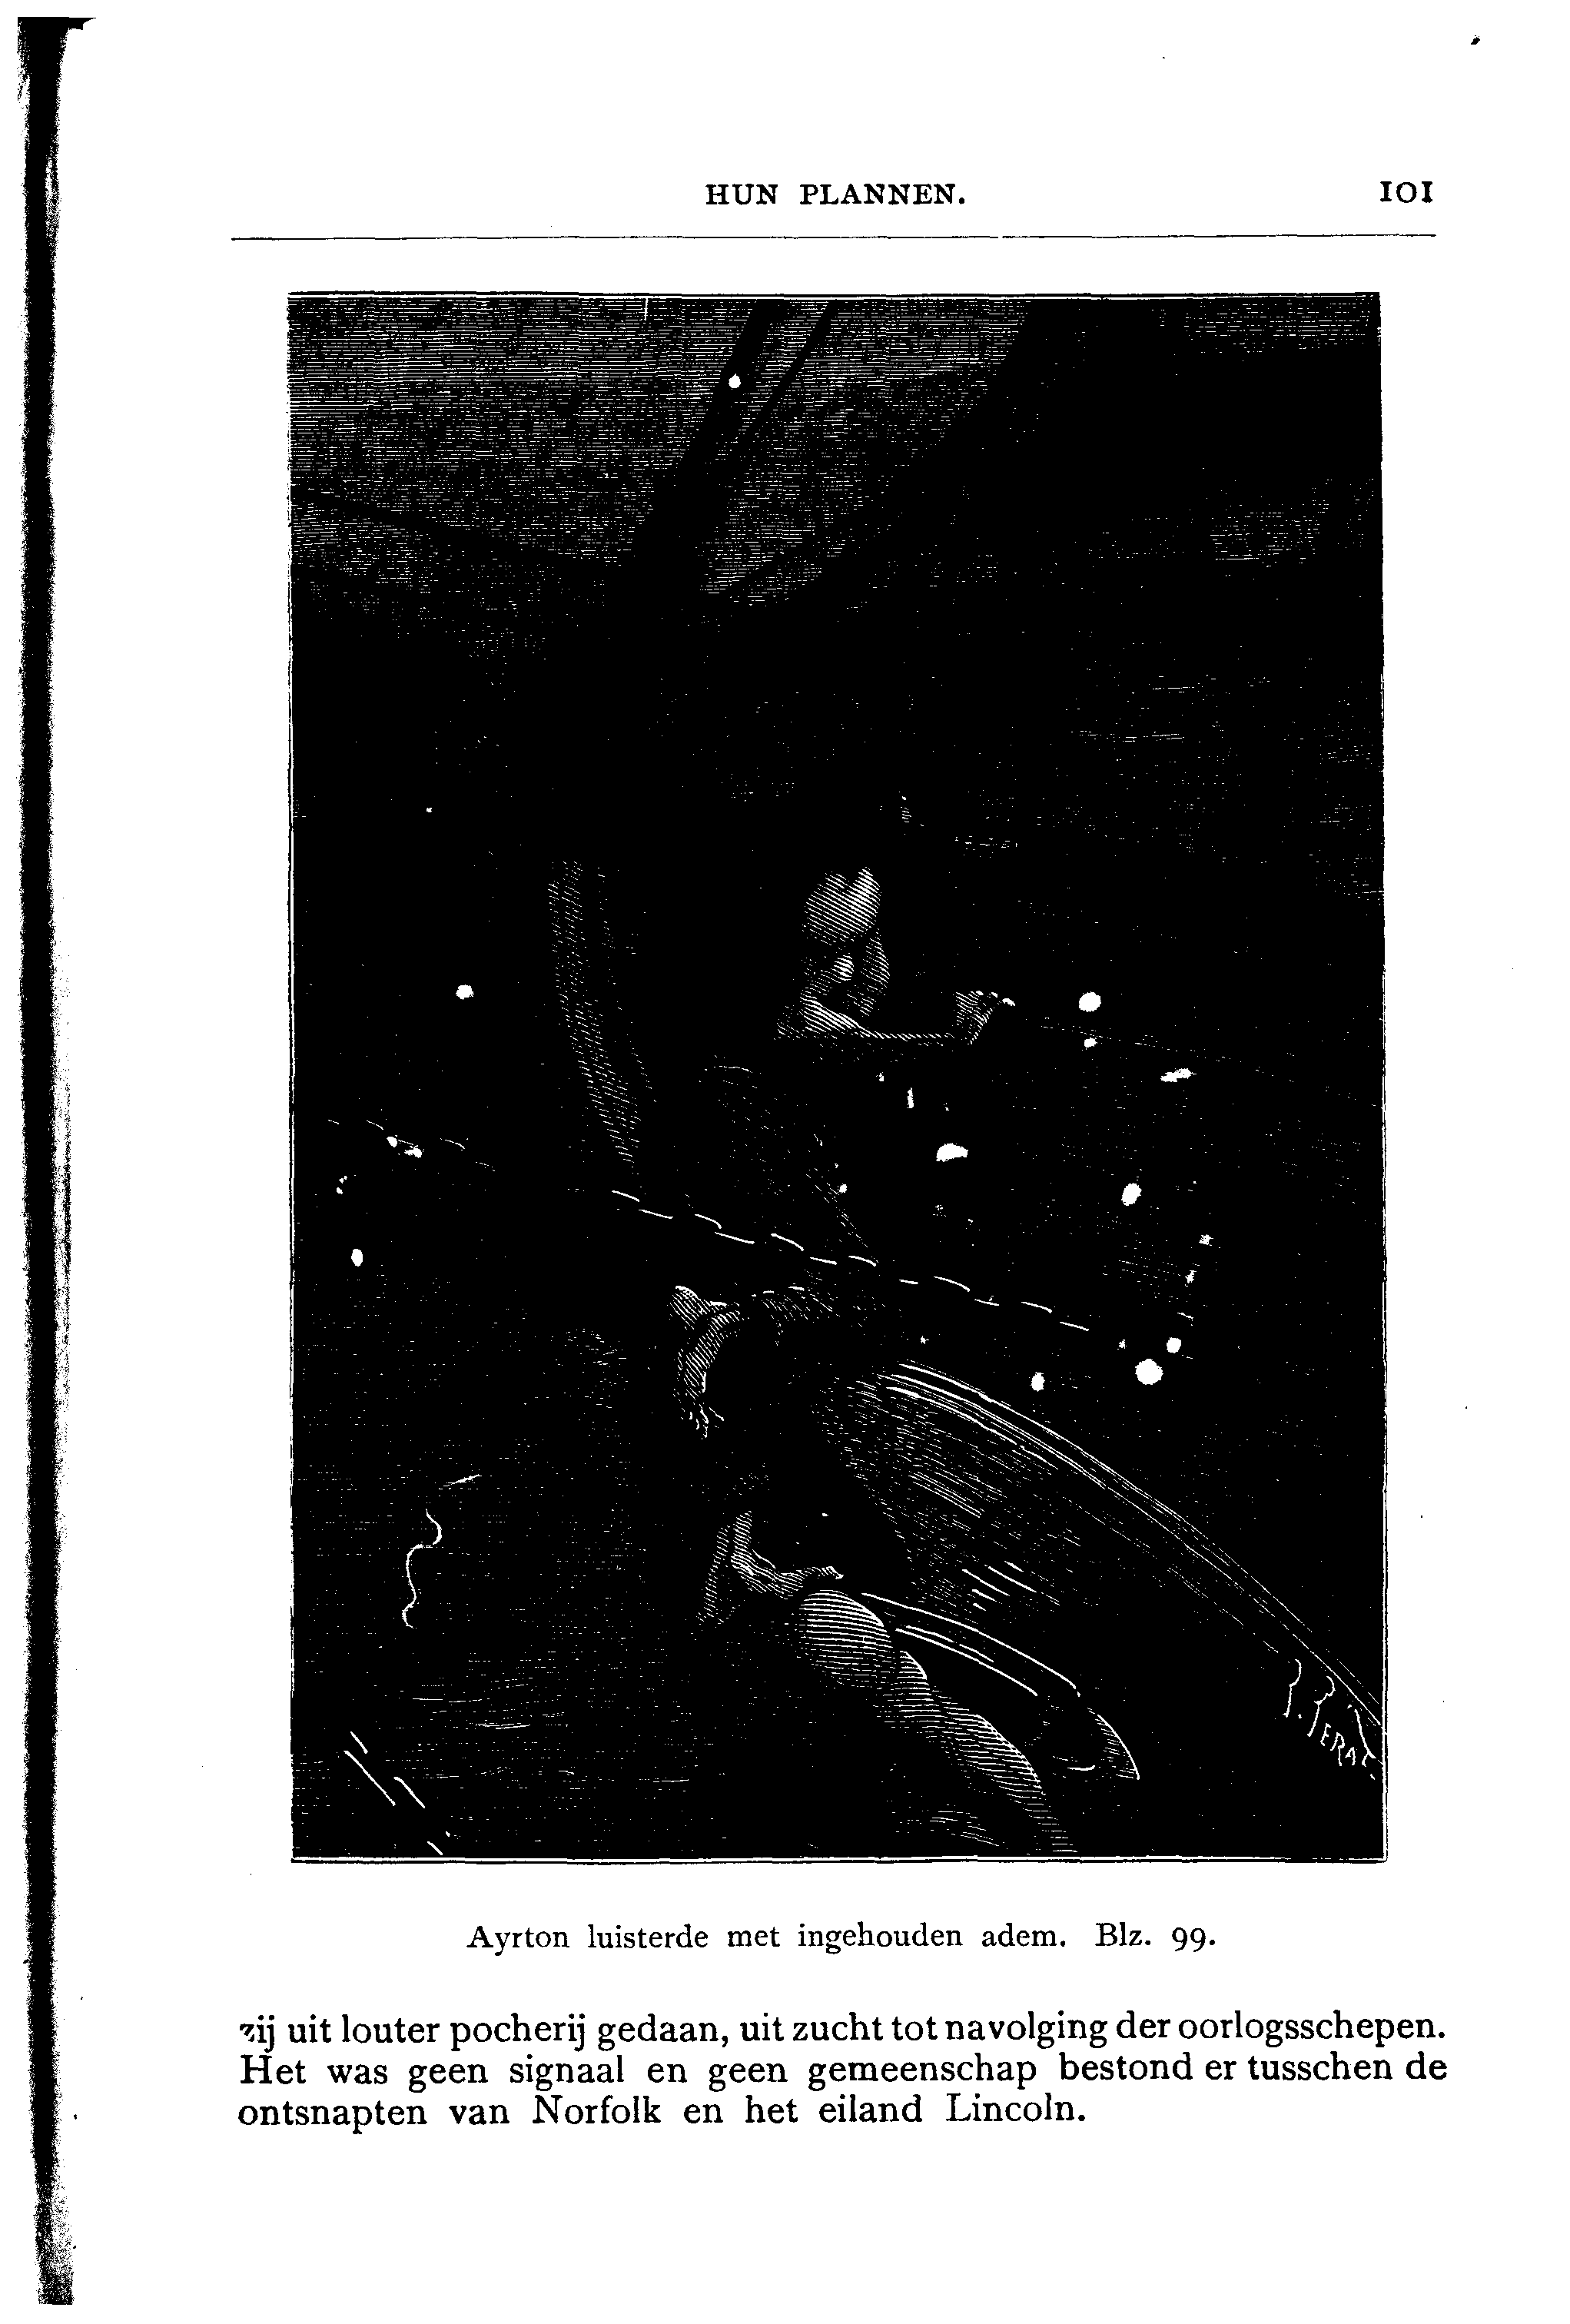 HUN PLANNEN. 101
P. FERAT.
Ayrton luisterde met ingehouden adem. Blz. 99.
zij uit louter pocherij gedaan, uit zucht tot navolging der oorlogsschepen.
Het was geen signaal en geen gemeenschap bestond er tusschen de
ontsnapten van Norfolk en het eiland Lincoln.